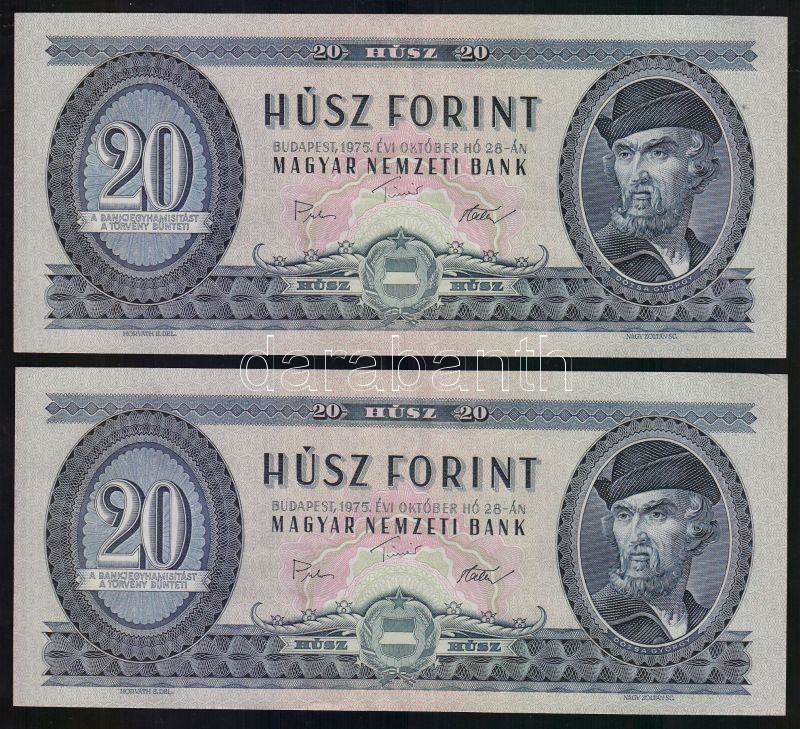 20 HÚSZ 20
HÚSZ FORINT
BUDAPEST, 1975. ÉVI OKTÓBER HÓ 28-ÁN
MAGYAR NEMZETI BANK
20
A BANKJEGYHAMISÍTÁST
A TÖRVÉNY BÜNTETI
HÚSZ HÚSZ
DÓZSA GYÖRGY
HORVÁTH E. DEL.
NAGY ZOLTÁN SC.
darabanth
20 HÚSZ 20
HÚSZ FORINT
BUDAPEST, 1975. ÉVI OKTÓBER HÓ 28-ÁN
MAGYAR NEMZETI BANK
20
A BANKJEGYHAMISÍTÁST
A TÖRVÉNY BÜNTETI
HÚSZ HÚSZ
DÓZSA GYÖRGY
HORVÁTH E. DEL.
NAGY ZOLTÁN SC.